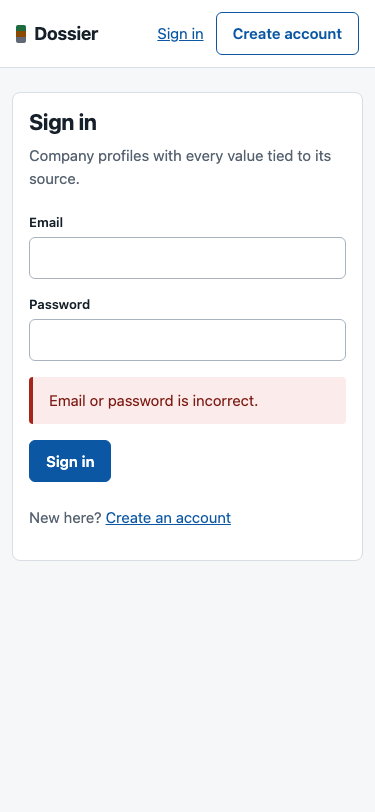 Dossier
Sign in
Create account
Sign in
Company profiles with every value tied to its
source.
Email
Password
Email or password is incorrect.
Sign in
New here? Create an account